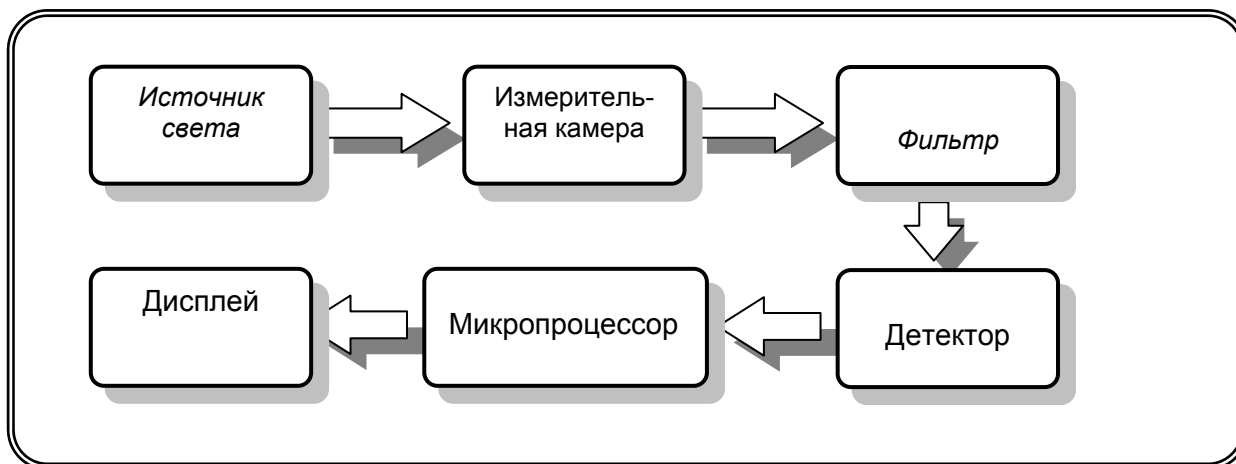 Источник
света
Измеритель-
ная камера
Фильтр
Детектор
Микропроцессор
Дисплей